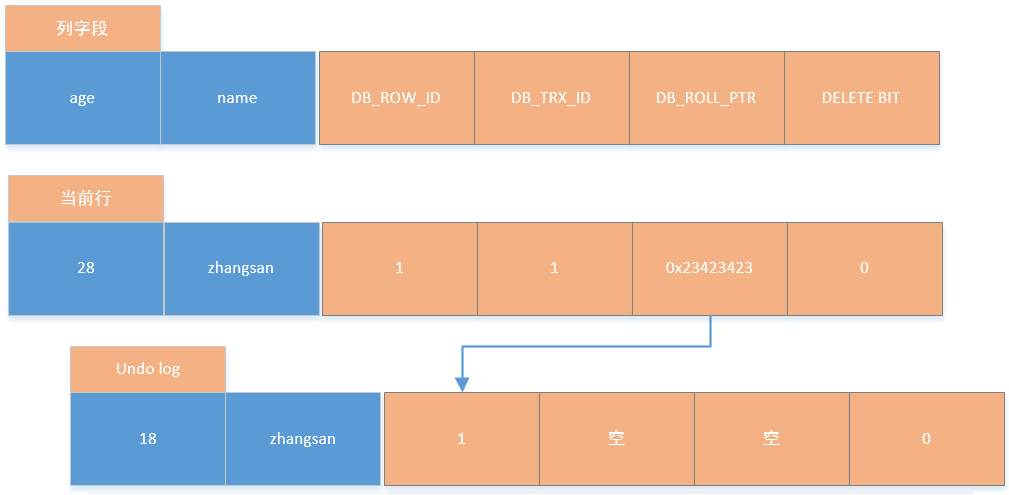 列字段
age name DB_ROW_ID DB_TRX_ID DB_ROLL_PTR DELETE BIT
当前行
28 zhangsan 1 1 0x23423423 0
Undo log
18 zhangsan 1 空 空 0